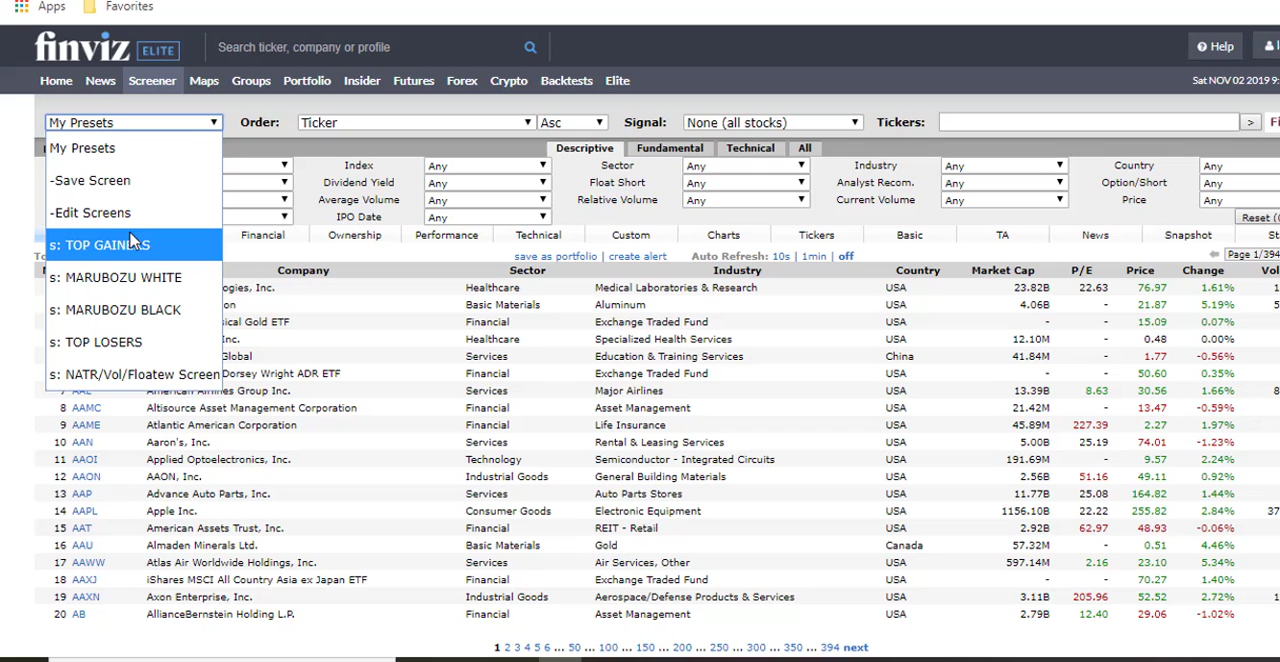 Apps Favorites
finviz ELITE Search ticker, company or profile Help
Home News Screener Maps Groups Portfolio Insider Futures Forex Crypto Backtests Elite Sat NOV 02 2019 9:
My Presets Order: Ticker Asc Signal: None (all stocks) Tickers: > Fi
My Presets
-Save Screen
-Edit Screens
s: TOP GAINERS
s: MARUBOZU WHITE
s: MARUBOZU BLACK
s: TOP LOSERS
s: NATR/Vol/Floatew Screen
Descriptive Fundamental Technical All
Index Any Sector Any Industry Any Country Any
Dividend Yield Any Float Short Any Analyst Recom. Any Option/Short Any
Average Volume Any Relative Volume Any Current Volume Any Price Any
IPO Date Any Reset (
Financial Ownership Performance Technical Custom Charts Tickers Basic TA News Snapshot St
save as portfolio | create alert Auto Refresh: 10s | 1min | off Page 1/394
Company Sector Industry Country Market Cap P/E Price Change Vol
ogies, Inc. Healthcare Medical Laboratories & Research USA 23.82B 22.63 76.97 1.61%
oration Basic Materials Aluminum USA 4.06B - 21.87 5.19%
sical Gold ETF Financial Exchange Traded Fund USA - - 15.09 0.07%
nc. Healthcare Specialized Health Services USA 12.10M - 0.48 0.00%
Global Services Education & Training Services China 41.84M - 1.77 -0.56%
Dorsey Wright ADR ETF Financial Exchange Traded Fund USA - - 50.60 0.35%
7 AAL American Airlines Group Inc. Services Major Airlines USA 13.39B 8.63 30.56 1.66% 8
8 AAMC Altisource Asset Management Corporation Financial Asset Management USA 21.42M - 13.47 -0.59%
9 AAME Atlantic American Corporation Financial Life Insurance USA 45.89M 227.39 2.27 1.97%
10 AAN Aaron's, Inc. Services Rental & Leasing Services USA 5.00B 25.19 74.01 -1.23%
11 AAOI Applied Optoelectronics, Inc. Technology Semiconductor - Integrated Circuits USA 191.69M - 9.57 2.24%
12 AAON AAON, Inc. Industrial Goods General Building Materials USA 2.56B 51.16 49.11 0.92%
13 AAP Advance Auto Parts, Inc. Services Auto Parts Stores USA 11.77B 25.08 164.82 1.44%
14 AAPL Apple Inc. Consumer Goods Electronic Equipment USA 1156.10B 22.22 255.82 2.84% 37
15 AAT American Assets Trust, Inc. Financial REIT - Retail USA 2.92B 62.97 48.93 -0.06%
16 AAU Almaden Minerals Ltd. Basic Materials Gold Canada 57.32M - 0.51 4.46%
17 AAWW Atlas Air Worldwide Holdings, Inc. Services Air Services, Other USA 597.14M 2.16 23.10 5.34%
18 AAXJ iShares MSCI All Country Asia ex Japan ETF Financial Exchange Traded Fund USA - - 70.27 1.40%
19 AAXN Axon Enterprise, Inc. Industrial Goods Aerospace/Defense Products & Services USA 3.11B 205.96 52.52 2.72% 1
20 AB AllianceBernstein Holding L.P. Financial Asset Management USA 2.79B 12.40 29.06 -1.02%
1 2 3 4 5 6 ... 50 ... 100 ... 150 ... 200 ... 250 ... 300 ... 350 ... 394 next